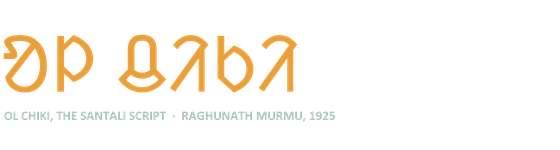 ᱚᱞ ᱪᱤᱠᱤ
OL CHIKI, THE SANTALI SCRIPT · RAGHUNATH MURMU, 1925